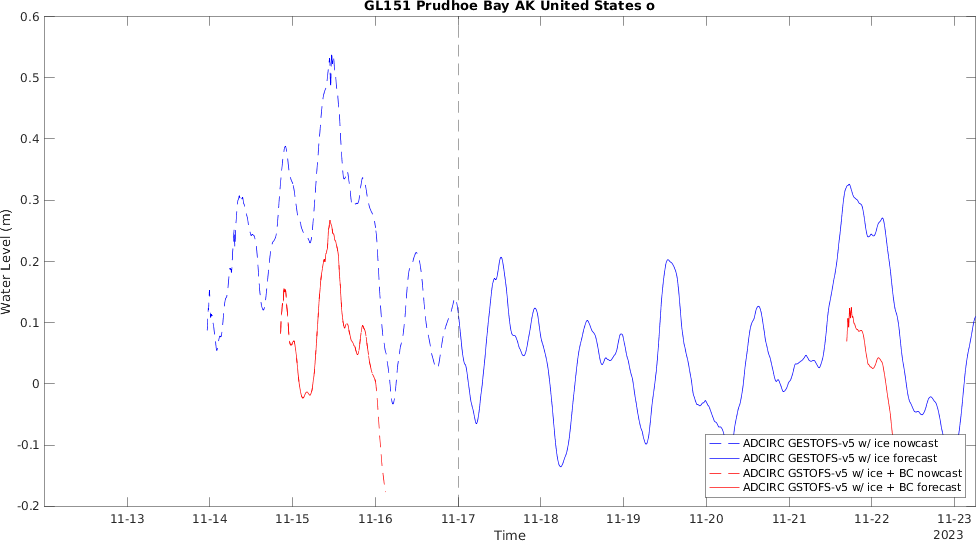 GL151 Prudhoe Bay AK United States o
Water Level (m)
0.6
0.5
0.4
0.3
0.2
0.1
0
-0.1
-0.2
ADCIRC GESTOFS-v5 w/ ice nowcast
ADCIRC GESTOFS-v5 w/ ice forecast
ADCIRC GSTOFS-v5 w/ ice + BC nowcast
ADCIRC GSTOFS-v5 w/ ice + BC forecast
11-13 11-14 11-15 11-16 11-17 11-18 11-19 11-20 11-21 11-22 11-23
Time
2023